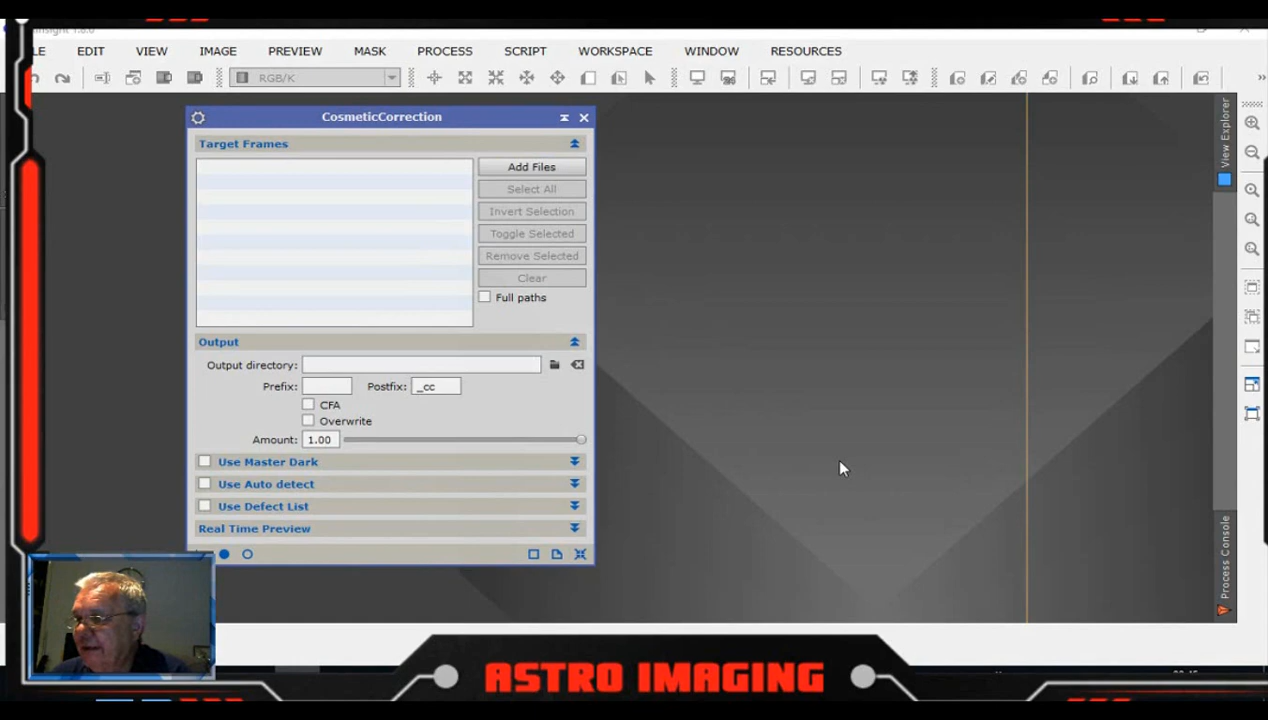 EDIT VIEW IMAGE PREVIEW MASK PROCESS SCRIPT WORKSPACE WINDOW RESOURCES
RGB/K
CosmeticCorrection
Target Frames
Add Files
Select All
Invert Selection
Toggle Selected
Remove Selected
Clear
Full paths
Output
Output directory:
Prefix: Postfix: _cc
CFA
Overwrite
Amount: 1.00
Use Master Dark
Use Auto detect
Use Defect List
Real Time Preview
View Explorer
Process Console
ASTRO IMAGING